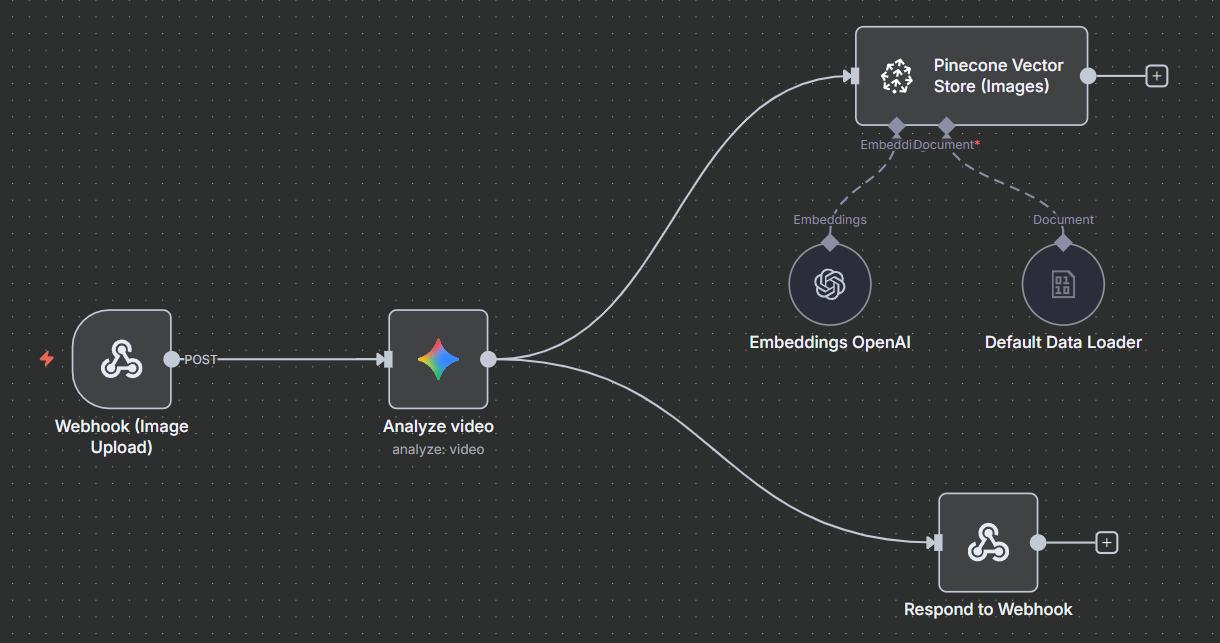 Pinecone Vector
Store (Images)
Embeddi
Document*
Embeddings
Document
Embeddings OpenAI
Default Data Loader
POST
Webhook (Image
Upload)
Analyze video
analyze: video
Respond to Webhook